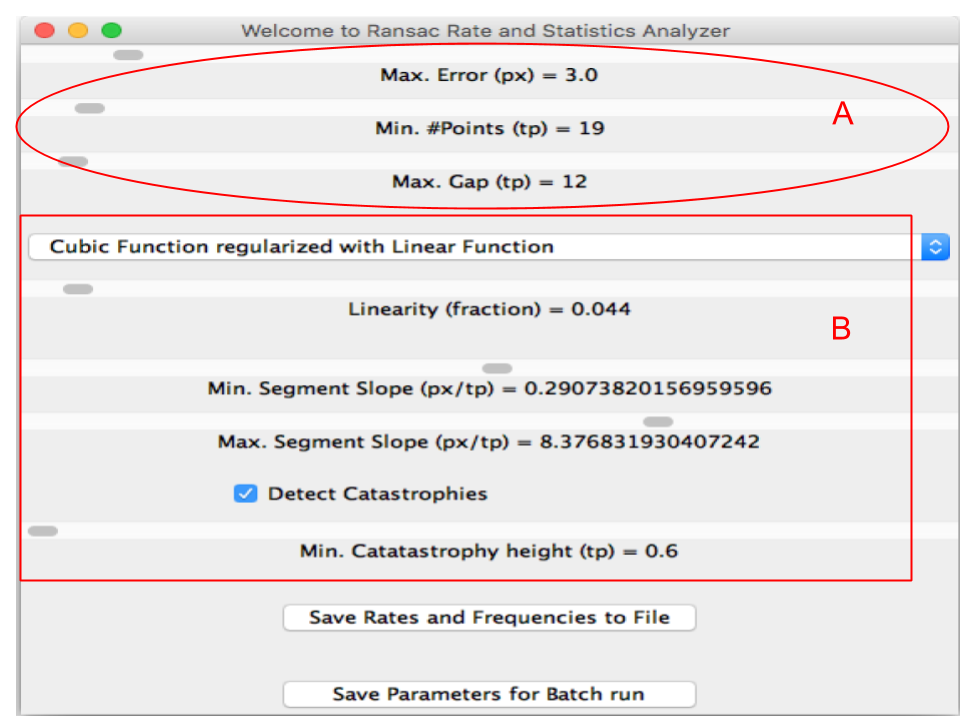 Welcome to Ransac Rate and Statistics Analyzer
Max. Error (px) = 3.0
A
Min. #Points (tp) = 19
Max. Gap (tp) = 12
Cubic Function regularized with Linear Function
Linearity (fraction) = 0.044
B
Min. Segment Slope (px/tp) = 0.29073820156959596
Max. Segment Slope (px/tp) = 8.376831930407242
Detect Catastrophies
Min. Catatastrophy height (tp) = 0.6
Save Rates and Frequencies to File
Save Parameters for Batch run